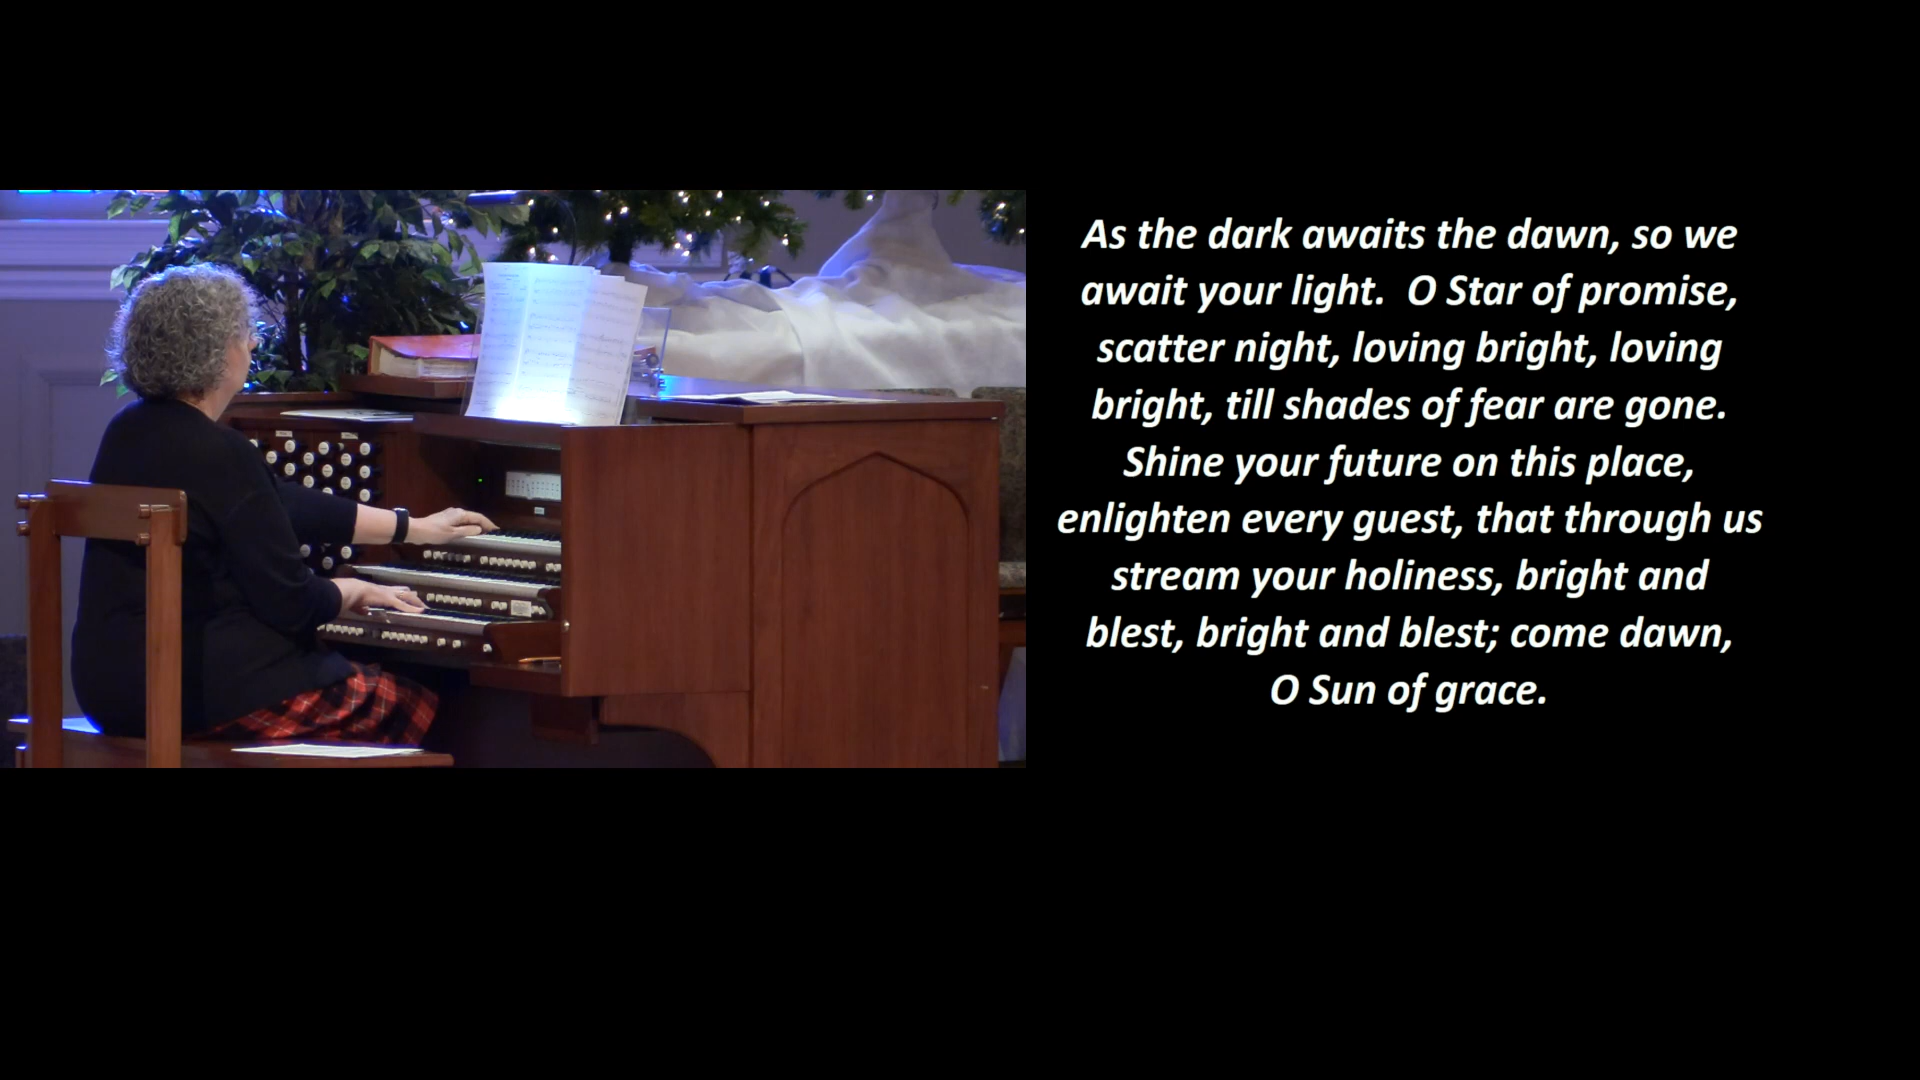 As the dark awaits the dawn, so we
await your light.  O Star of promise,
scatter night, loving bright, loving
bright, till shades of fear are gone.
Shine your future on this place,
enlighten every guest, that through us
stream your holiness, bright and
blest, bright and blest; come dawn,
O Sun of grace.